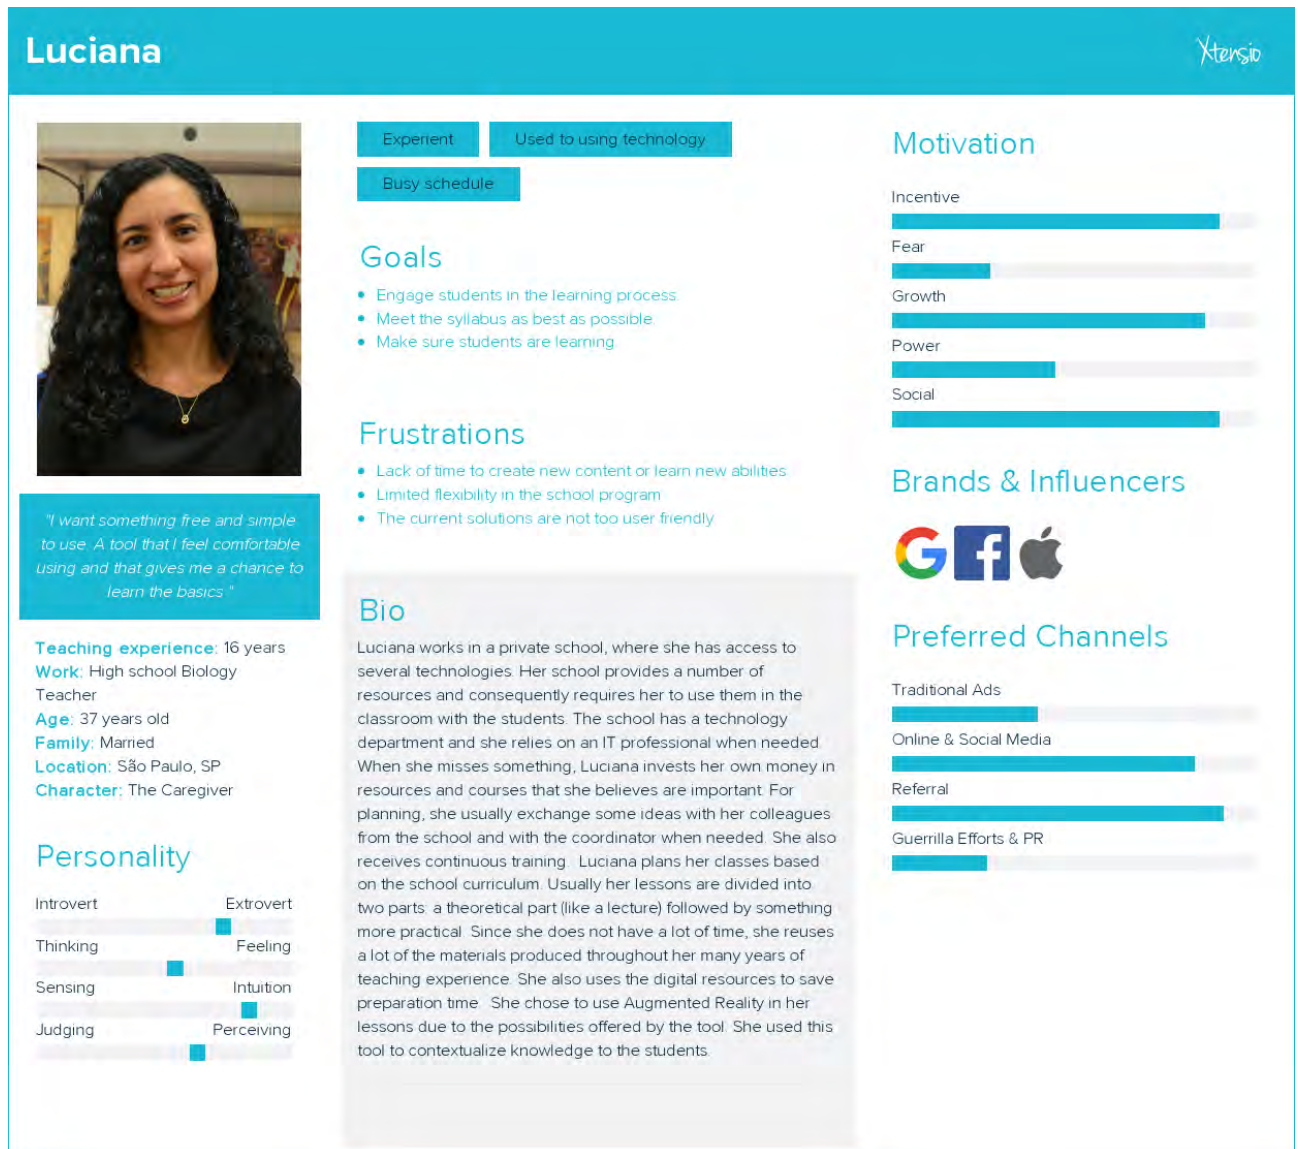 Luciana
Xtensio
"I want something free and simple
to use. A tool that I feel comfortable
using and that gives me a chance to
learn the basics."
Teaching experience: 16 years
Work: High school Biology
Teacher
Age: 37 years old
Family: Married
Location: São Paulo, SP
Character: The Caregiver
Personality
Introvert Extrovert
Thinking Feeling
Sensing Intuition
Judging Perceiving
Experient Used to using technology
Busy schedule
Goals
• Engage students in the learning process.
• Meet the syllabus as best as possible.
• Make sure students are learning.
Frustrations
• Lack of time to create new content or learn new abilities.
• Limited flexibility in the school program
• The current solutions are not too user friendly.
Bio
Luciana works in a private school, where she has access to
several technologies. Her school provides a number of
resources and consequently requires her to use them in the
classroom with the students. The school has a technology
department and she relies on an IT professional when needed.
When she misses something, Luciana invests her own money in
resources and courses that she believes are important. For
planning, she usually exchange some ideas with her colleagues
from the school and with the coordinator when needed. She also
receives continuous training. Luciana plans her classes based
on the school curriculum. Usually her lessons are divided into
two parts: a theoretical part (like a lecture) followed by something
more practical. Since she does not have a lot of time, she reuses
a lot of the materials produced throughout her many years of
teaching experience. She also uses the digital resources to save
preparation time. She chose to use Augmented Reality in her
lessons due to the possibilities offered by the tool. She used this
tool to contextualize knowledge to the students.
Motivation
Incentive
Fear
Growth
Power
Social
Brands & Influencers
Preferred Channels
Traditional Ads
Online & Social Media
Referral
Guerrilla Efforts & PR